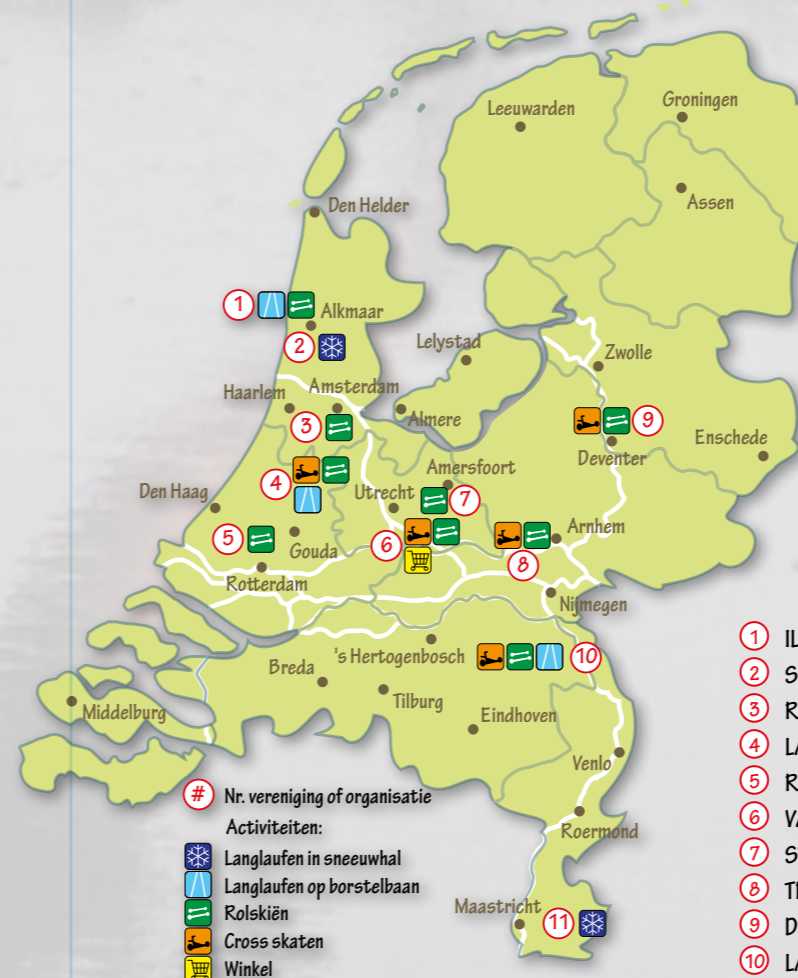 Leeuwarden
Groningen
Assen
Den Helder
1
Alkmaar
2
Lelystad
Zwolle
Haarlem
Amsterdam
Almere
3
9
Deventer
Enschede
Amersfoort
4
Utrecht
7
Den Haag
5
Gouda
6
Arnhem
8
Rotterdam
Nijmegen
's Hertogenbosch
10
Breda
Tilburg
Eindhoven
Middelburg
Venlo
Roermond
Maastricht
11
# Nr. vereniging of organisatie
Activiteiten:
Langlaufen in sneeuwhal
Langlaufen op borstelbaan
Rolskiën
Cross skaten
Winkel
1
2
3
4
5
6
7
8
9
10